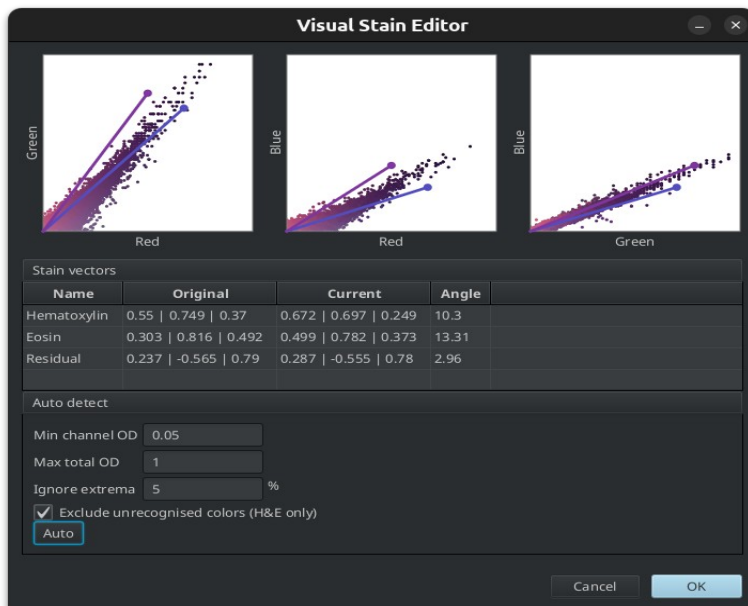 Visual Stain Editor
Green
Red
Blue
Red
Blue
Green
Stain vectors
Name Original Current Angle
Hematoxylin 0.55 | 0.749 | 0.37 0.672 | 0.697 | 0.249 10.3
Eosin 0.303 | 0.816 | 0.492 0.499 | 0.782 | 0.373 13.31
Residual 0.237 | -0.565 | 0.79 0.287 | -0.555 | 0.78 2.96
Auto detect
Min channel OD 0.05
Max total OD 1
Ignore extrema 5 %
Exclude unrecognised colors (H&E only)
Auto
Cancel OK